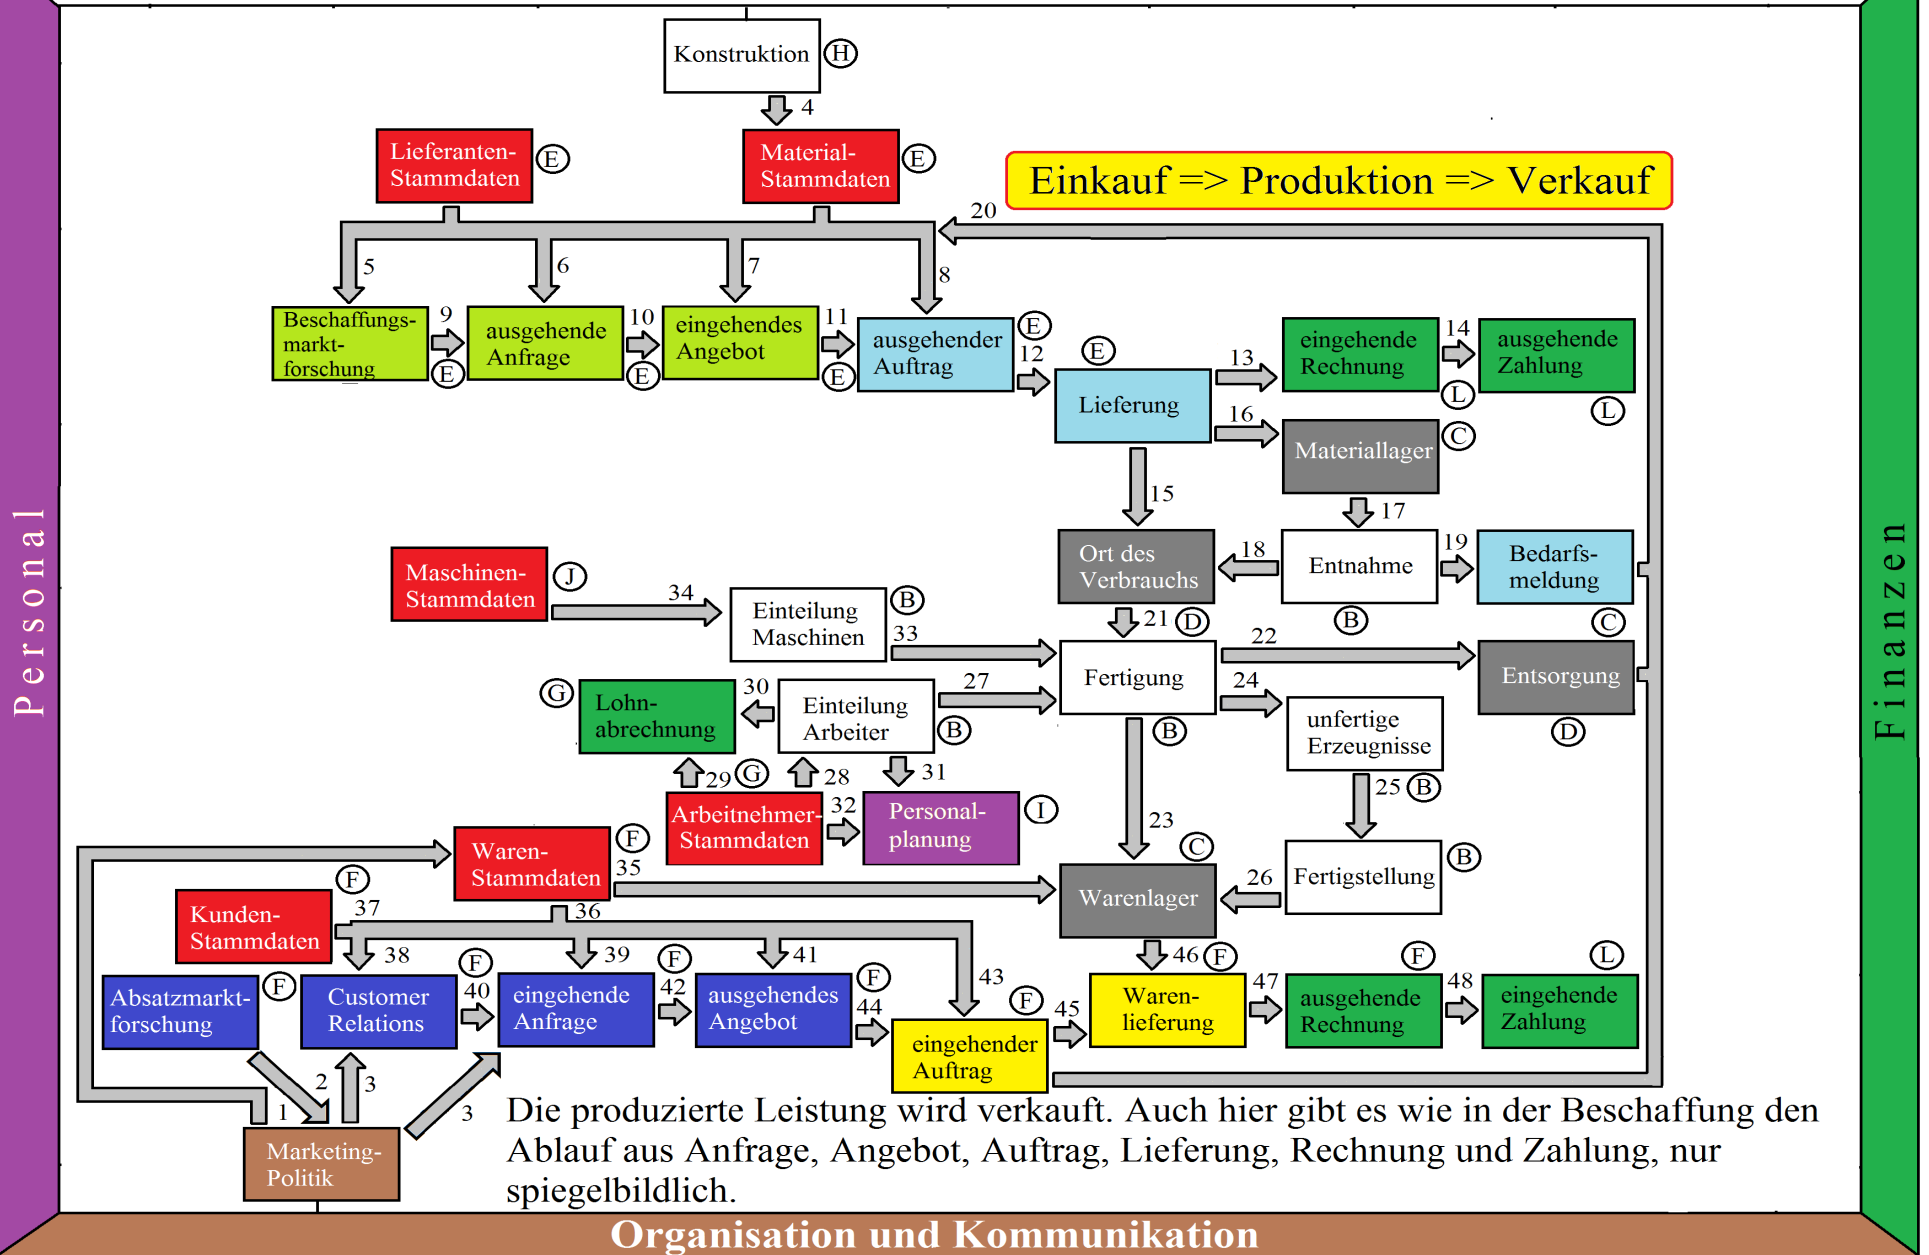 Konstruktion
H
4
Lieferanten-
Stammdaten
E
Material-
Stammdaten
E
Einkauf => Produktion => Verkauf
20
5
6
7
8
Beschaffungs-
markt-
forschung
9
E
ausgehende
Anfrage
10
E
eingehendes
Angebot
11
E
ausgehender
Auftrag
E
12
E
Lieferung
13
eingehende
Rechnung
14
L
ausgehende
Zahlung
L
16
Materiallager
C
15
17
Ort des
Verbrauchs
18
Entnahme
B
19
Bedarfs-
meldung
C
Maschinen-
Stammdaten
J
34
Einteilung
Maschinen
B
33
21
D
Fertigung
B
22
Entsorgung
D
24
unfertige
Erzeugnisse
25
B
G
Lohn-
abrechnung
30
Einteilung
Arbeiter
B
27
29
G
28
31
Arbeitnehmer-
Stammdaten
32
Personal-
planung
I
23
C
Waren-
Stammdaten
F
35
Warenlager
26
Fertigstellung
B
36
Kunden-
Stammdaten
F
37
38
39
41
43
46
F
Absatzmarkt-
forschung
F
Customer
Relations
F
40
eingehende
Anfrage
F
42
ausgehendes
Angebot
F
44
eingehender
Auftrag
F
45
Waren-
lieferung
47
ausgehende
Rechnung
F
48
eingehende
Zahlung
L
1
2
3
3
Marketing-
Politik
Die produzierte Leistung wird verkauft. Auch hier gibt es wie in der Beschaffung den
Ablauf aus Anfrage, Angebot, Auftrag, Lieferung, Rechnung und Zahlung, nur
spiegelbildlich.
Personal
Finanzen
Organisation und Kommunikation